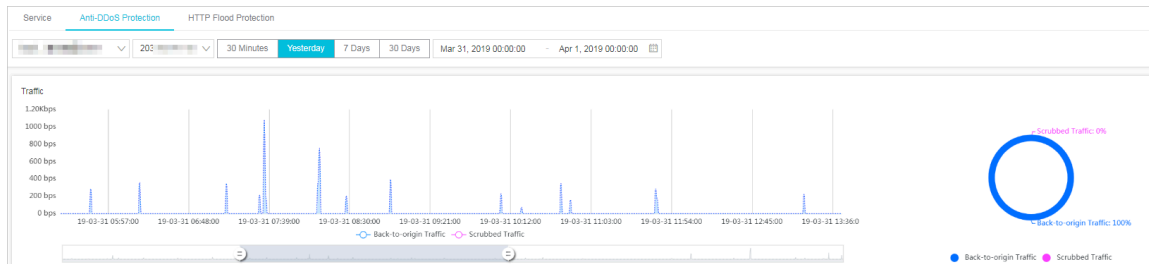 Service Anti-DDoS Protection HTTP Flood Protection
203 30 Minutes Yesterday 7 Days 30 Days Mar 31, 2019 00:00:00 - Apr 1, 2019 00:00:00
Traffic
1.20Kbps
1000 bps
800 bps
600 bps
400 bps
200 bps
0 bps
19-03-31 05:57:00 19-03-31 06:48:00 19-03-31 07:39:00 19-03-31 08:30:00 19-03-31 09:21:00 19-03-31 10:12:00 19-03-31 11:03:00 19-03-31 11:54:00 19-03-31 12:45:00 19-03-31 13:36:0
Back-to-origin Traffic Scrubbed Traffic
Scrubbed Traffic: 0%
Back-to-origin Traffic: 100%
Back-to-origin Traffic Scrubbed Traffic